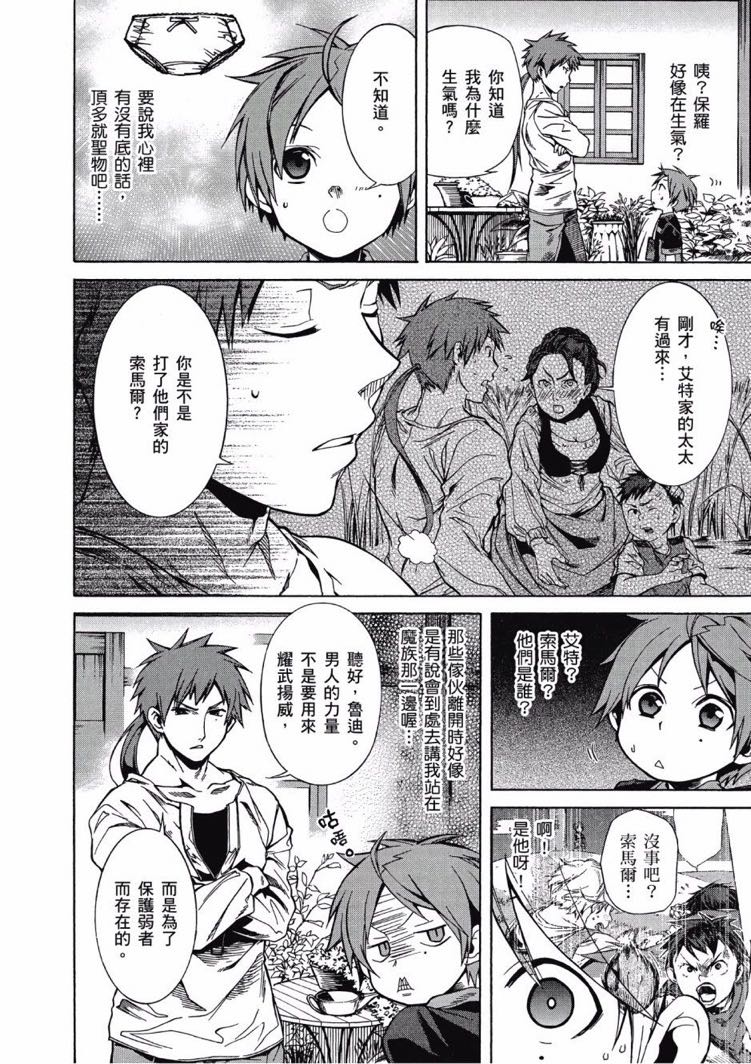 咦？保羅
好像在生氣？
你知道
我為什麼
生氣嗎？
不知道。
要說我心裡
有沒有底的話，
頂多就聖物吧……
唉…
剛才，艾特家的太太
有過來…
你是不是
打了他們家的
索馬爾？
艾特？
索馬爾？
他們是誰？
沒事吧？
索馬爾…
啊！
是他呀！
那些傢伙離開時好像
是有說會到處去講我站在
魔族那一邊喔…
聽好，魯迪。
男人的力量
不是要用來
耀武揚威，
咕唔。
而是為了
保護弱者
而存在的。